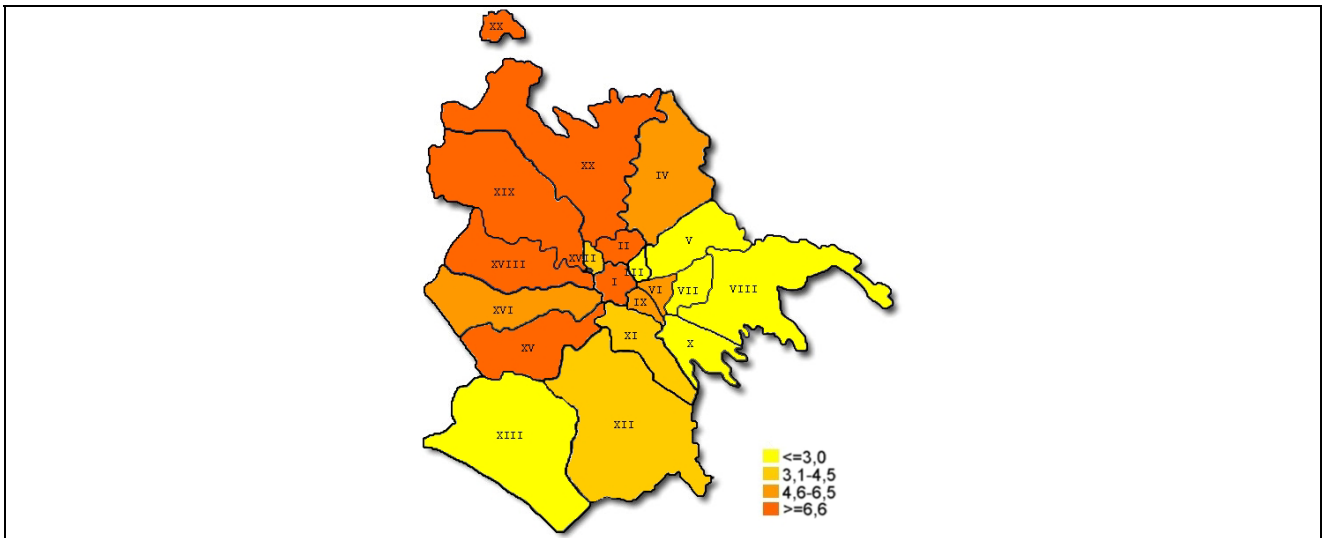 XX
XX
IV
XIX
V
II
XVII
III
XVIII
I
VI
VII
VIII
IX
XVI
XI
X
XV
XII
XIII
<=3,0
3,1-4,5
4,6-6,5
>=6,6